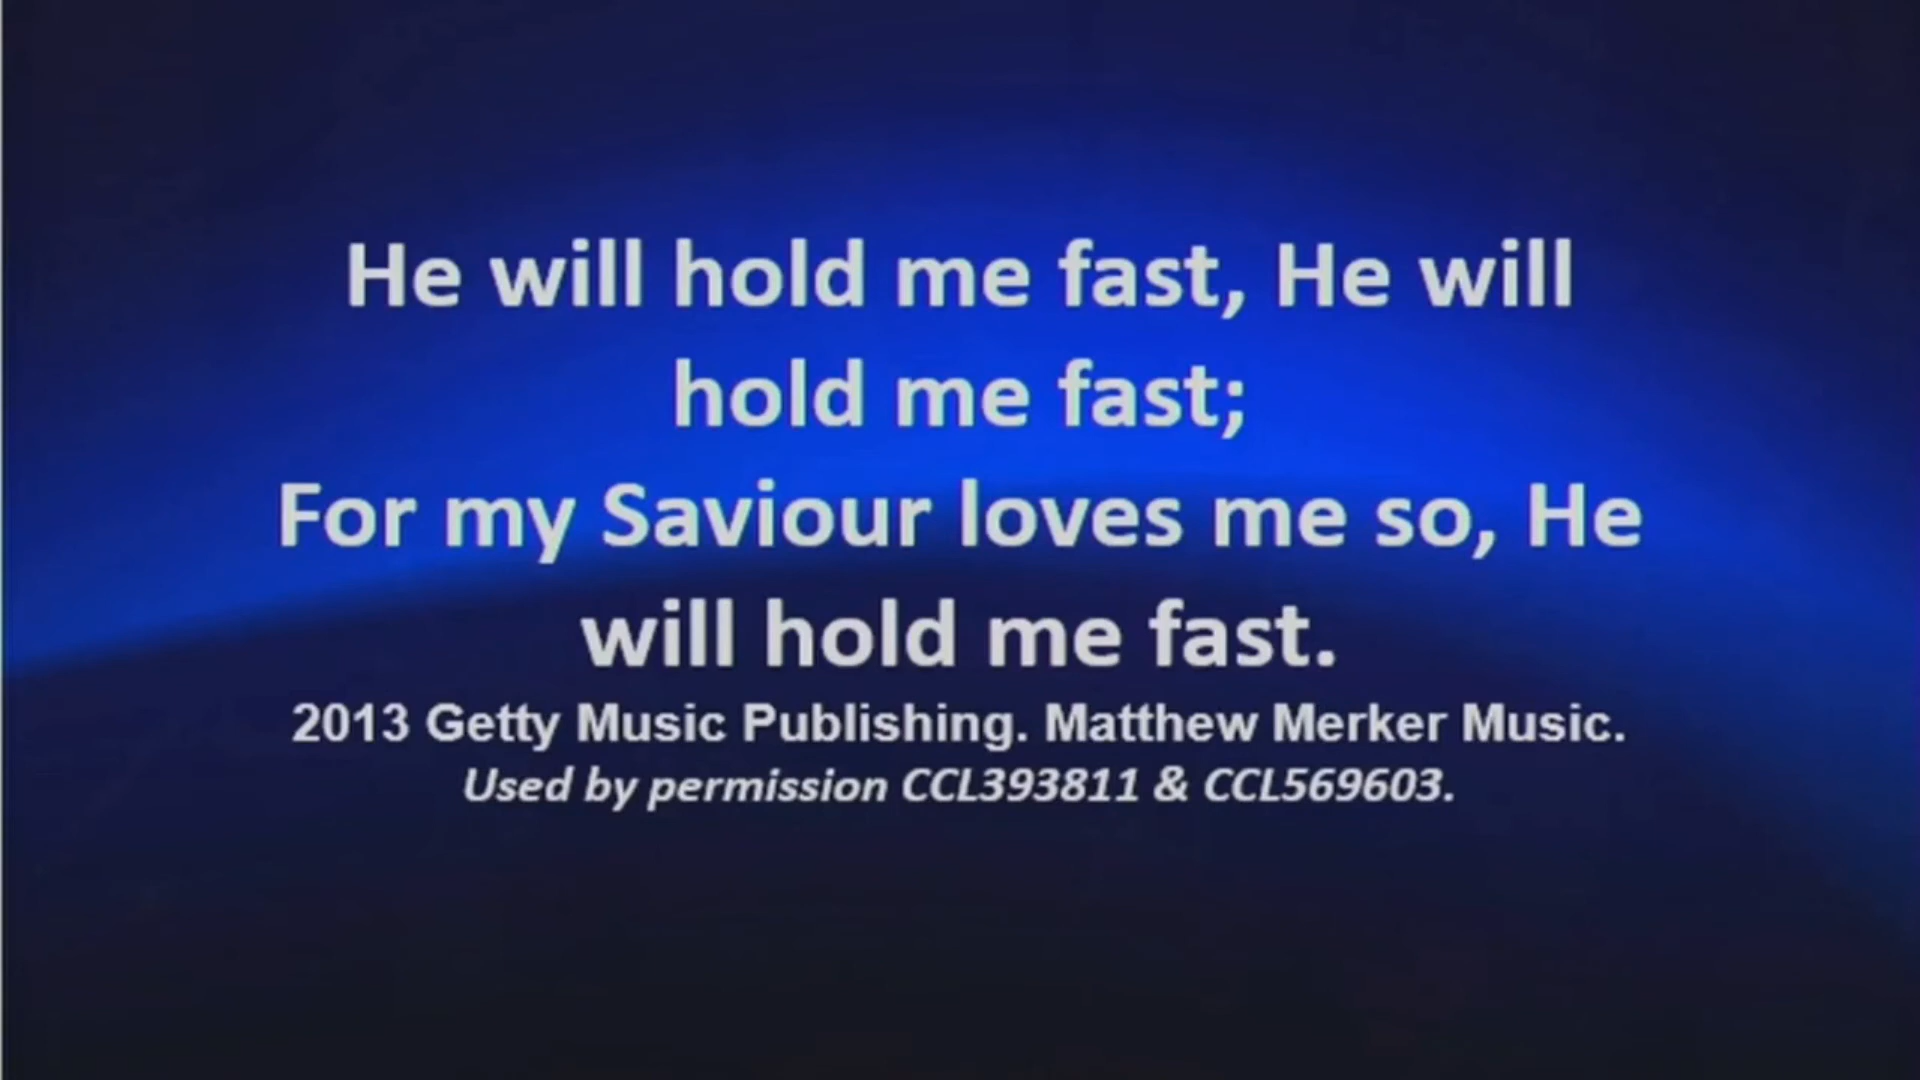 He will hold me fast, He will
hold me fast;
For my Saviour loves me so, He
will hold me fast.
2013 Getty Music Publishing. Matthew Merker Music.
Used by permission CCL393811 & CCL569603.